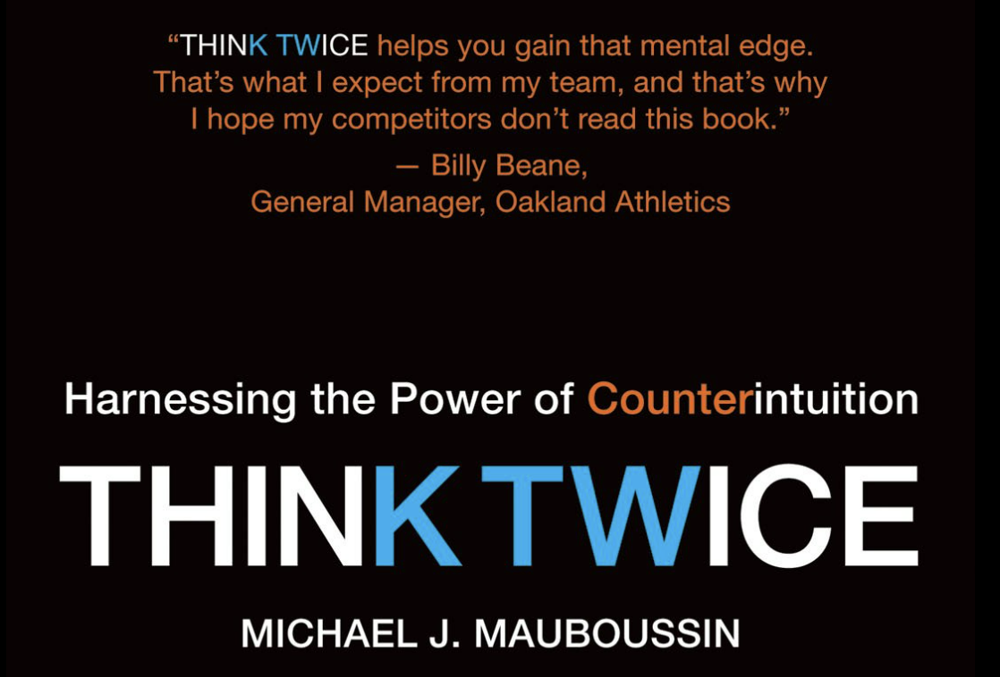 “THINK TWICE helps you gain that mental edge.
That’s what I expect from my team, and that’s why
I hope my competitors don’t read this book.”
— Billy Beane,
General Manager, Oakland Athletics
Harnessing the Power of Counterintuition
THINK TWICE
MICHAEL J. MAUBOUSSIN